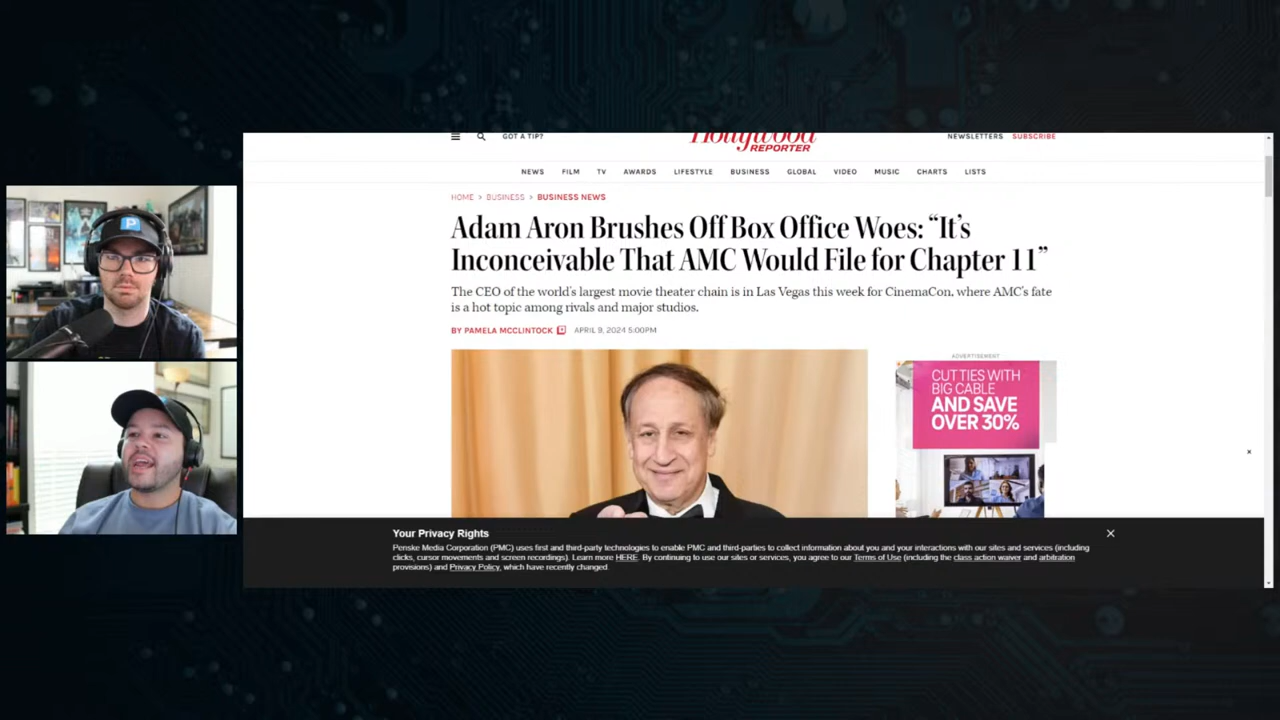 GOT A TIP?
Hollywood
REPORTER
NEWSLETTERS SUBSCRIBE
NEWS FILM TV AWARDS LIFESTYLE BUSINESS GLOBAL VIDEO MUSIC CHARTS LISTS
HOME > BUSINESS > BUSINESS NEWS
Adam Aron Brushes Off Box Office Woes: “It’s
Inconceivable That AMC Would File for Chapter 11”
The CEO of the world's largest movie theater chain is in Las Vegas this week for CinemaCon, where AMC's fate
is a hot topic among rivals and major studios.
BY PAMELA MCCLINTOCK APRIL 9, 2024 5:00PM
ADVERTISEMENT
CUT TIES WITH
BIG CABLE
AND SAVE
OVER 30%
P
Your Privacy Rights
Penske Media Corporation (PMC) uses first and third-party technologies to enable PMC and third-parties to collect information about you and your interactions with our sites and services (including
clicks, cursor movements and screen recordings). Learn more HERE. By continuing to use our sites or services, you agree to our Terms of Use (including the class action waiver and arbitration
provisions) and Privacy Policy, which have recently changed.